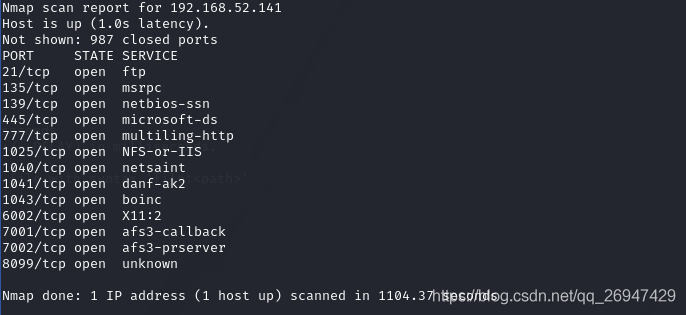 Nmap scan report for 192.168.52.141
Host is up (1.0s latency).
Not shown: 987 closed ports
PORT     STATE SERVICE
21/tcp   open  ftp
135/tcp  open  msrpc
139/tcp  open  netbios-ssn
445/tcp  open  microsoft-ds
777/tcp  open  multiling-http
1025/tcp open  NFS-or-IIS
1040/tcp open  netsaint
1041/tcp open  danf-ak2
1043/tcp open  boinc
6002/tcp open  X11:2
7001/tcp open  afs3-callback
7002/tcp open  afs3-prserver
8099/tcp open  unknown
Nmap done: 1 IP address (1 host up) scanned in 1104.37 seconds
https://blog.csdn.net/qq_26947429